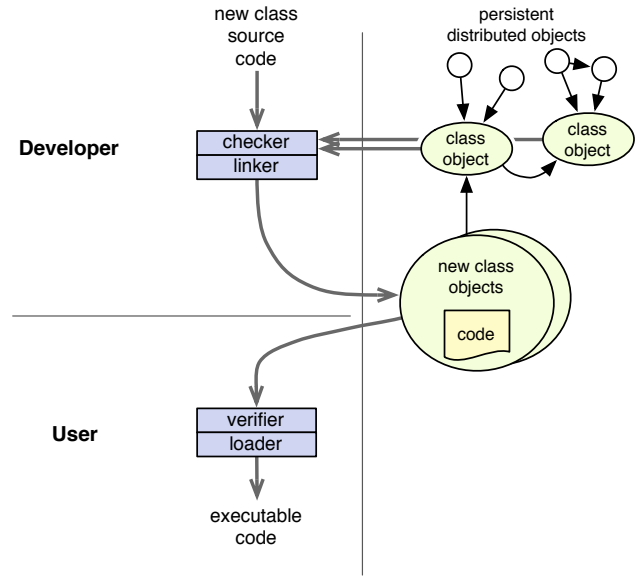 new class
source
code
persistent
distributed objects
Developer
checker
linker
class
object
class
object
new class
objects
code
User
verifier
loader
executable
code